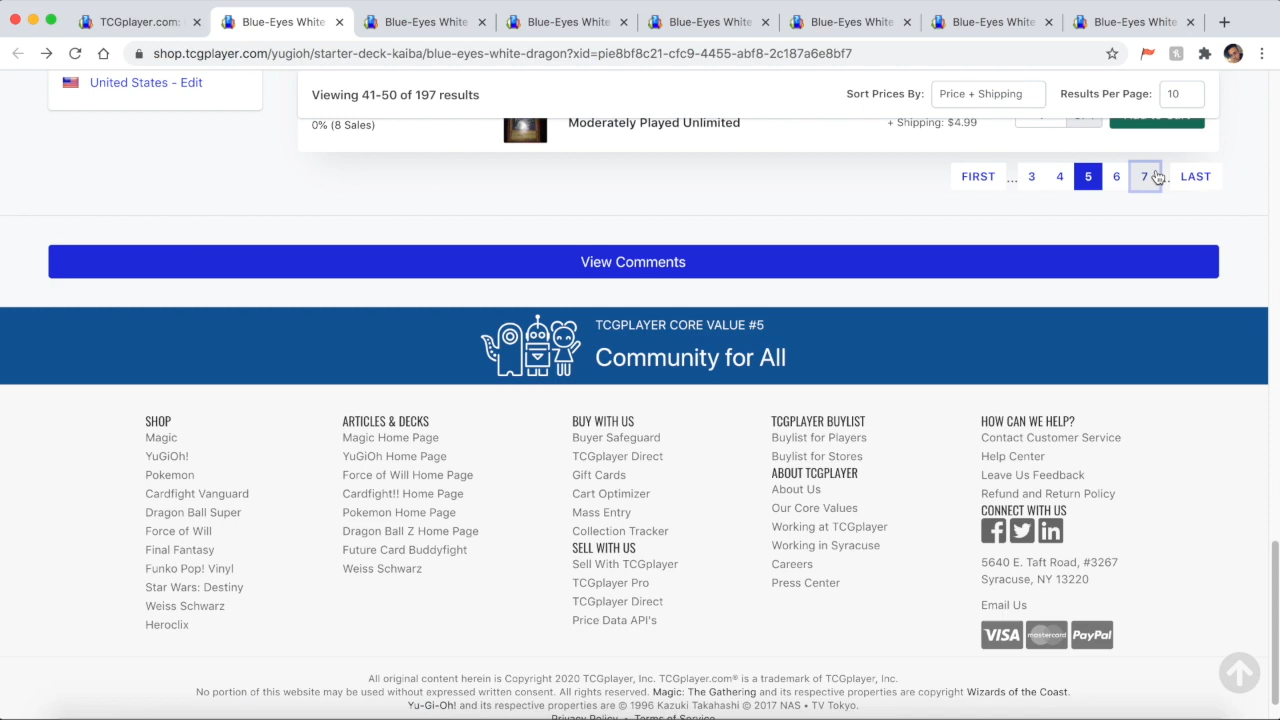 TCGplayer.com:
Blue-Eyes White
Blue-Eyes White
Blue-Eyes White
Blue-Eyes White
Blue-Eyes White
Blue-Eyes White
Blue-Eyes White
shop.tcgplayer.com/yugioh/starter-deck-kaiba/blue-eyes-white-dragon?xid=pie8bf8c21-cfc9-4455-abf8-2c187a6e8bf7
United States - Edit
Viewing 41-50 of 197 results
Sort Prices By: Price + Shipping Results Per Page: 10
0% (8 Sales)
Moderately Played Unlimited
+ Shipping: $4.99
FIRST ... 3 4 5 6 7 ... LAST
View Comments
TCGPLAYER CORE VALUE #5
Community for All
SHOP
Magic
YuGiOh!
Pokemon
Cardfight Vanguard
Dragon Ball Super
Force of Will
Final Fantasy
Funko Pop! Vinyl
Star Wars: Destiny
Weiss Schwarz
Heroclix
ARTICLES & DECKS
Magic Home Page
YuGiOh Home Page
Force of Will Home Page
Cardfight!! Home Page
Pokemon Home Page
Dragon Ball Z Home Page
Future Card Buddyfight
Weiss Schwarz
BUY WITH US
Buyer Safeguard
TCGplayer Direct
Gift Cards
Cart Optimizer
Mass Entry
Collection Tracker
SELL WITH US
Sell With TCGplayer
TCGplayer Pro
TCGplayer Direct
Price Data API's
TCGPLAYER BUYLIST
Buylist for Players
Buylist for Stores
ABOUT TCGPLAYER
About Us
Our Core Values
Working at TCGplayer
Working in Syracuse
Careers
Press Center
HOW CAN WE HELP?
Contact Customer Service
Help Center
Leave Us Feedback
Refund and Return Policy
CONNECT WITH US
5640 E. Taft Road, #3267
Syracuse, NY 13220
Email Us
VISA mastercard PayPal
All original content herein is Copyright 2020 TCGplayer, Inc. TCGplayer.com® is a trademark of TCGplayer, Inc.
No portion of this website may be used without expressed written consent. All rights reserved. Magic: The Gathering and its respective properties are copyright Wizards of the Coast.
Yu-Gi-Oh! and its respective properties are © 1996 Kazuki Takahashi © 2017 NAS • TV Tokyo.
Privacy Policy • Terms of Service